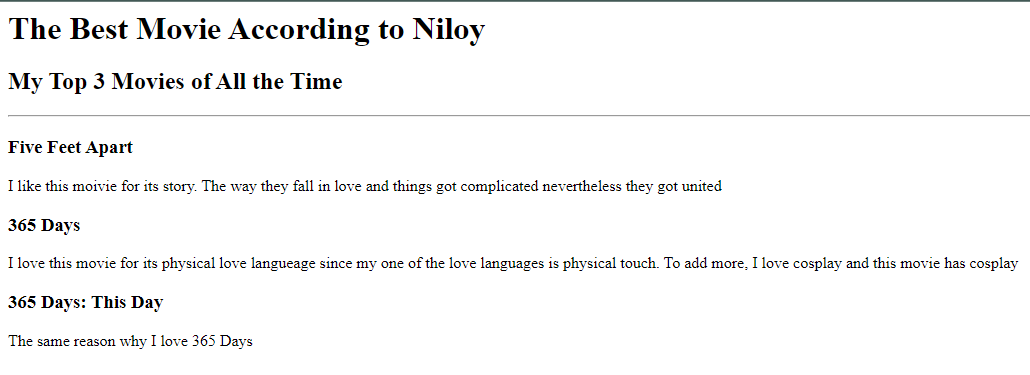 The Best Movie According to Niloy
My Top 3 Movies of All the Time
Five Feet Apart
I like this moivie for its story. The way they fall in love and things got complicated nevertheless they got united
365 Days
I love this movie for its physical love langueage since my one of the love languages is physical touch. To add more, I love cosplay and this movie has cosplay
365 Days: This Day
The same reason why I love 365 Days